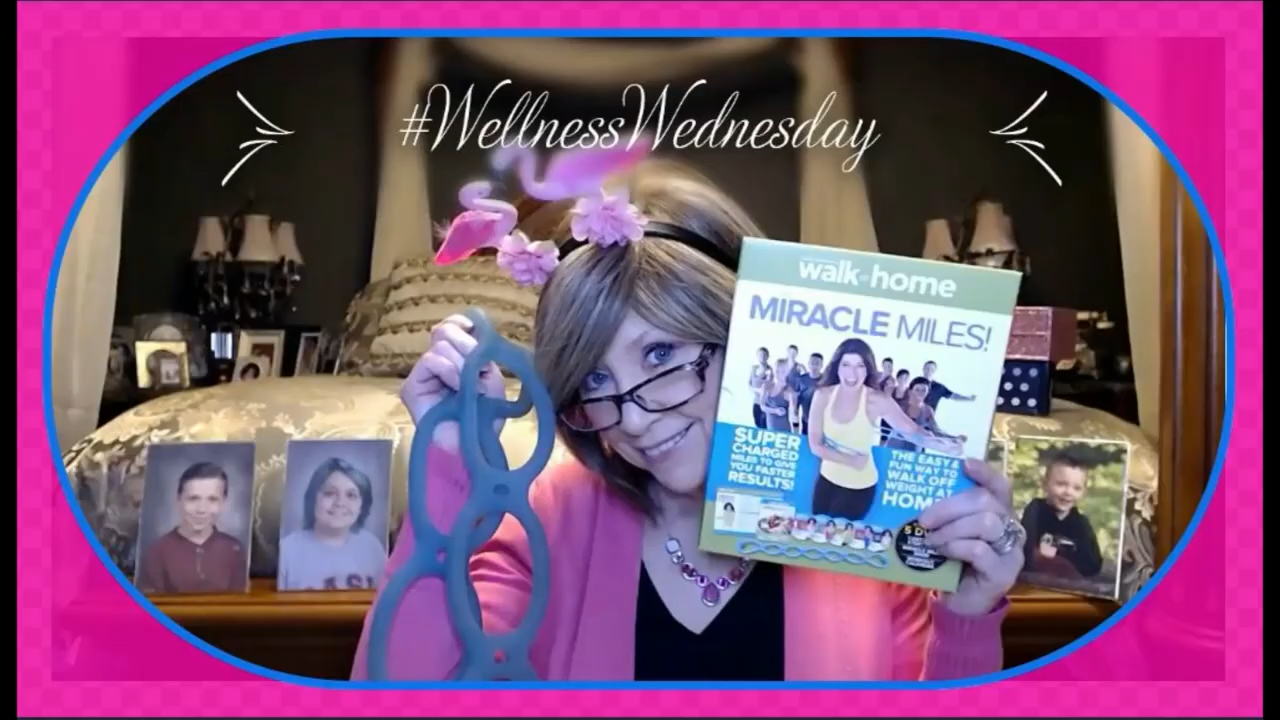 #WellnessWednesday
walk at home
MIRACLE MILES!
SUPER
CHARGED
MILES TO GIVE
YOU FASTER
RESULTS!
THE EASY &
FUN WAY TO
WALK OFF
WEIGHT AT
HOME
5 D